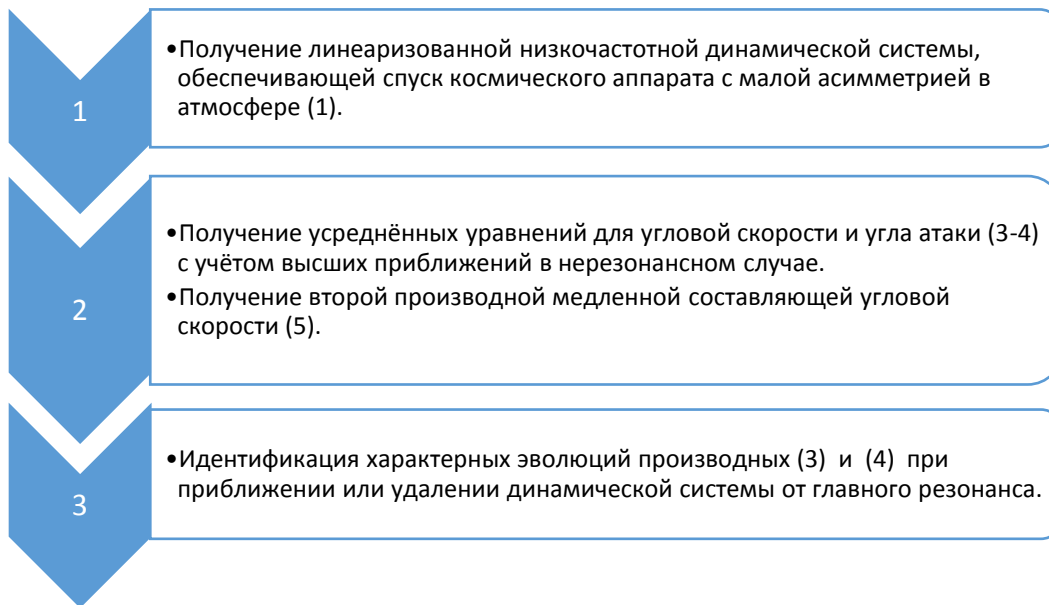 1
•Получение линеаризованной низкочастотной динамической системы,
обеспечивающей спуск космического аппарата с малой асимметрией в
атмосфере (1).
2
•Получение усреднённых уравнений для угловой скорости и угла атаки (3-4)
с учётом высших приближений в нерезонансном случае.
•Получение второй производной медленной составляющей угловой
скорости (5).
3
•Идентификация характерных эволюций производных (3) и (4) при
приближении или удалении динамической системы от главного резонанса.